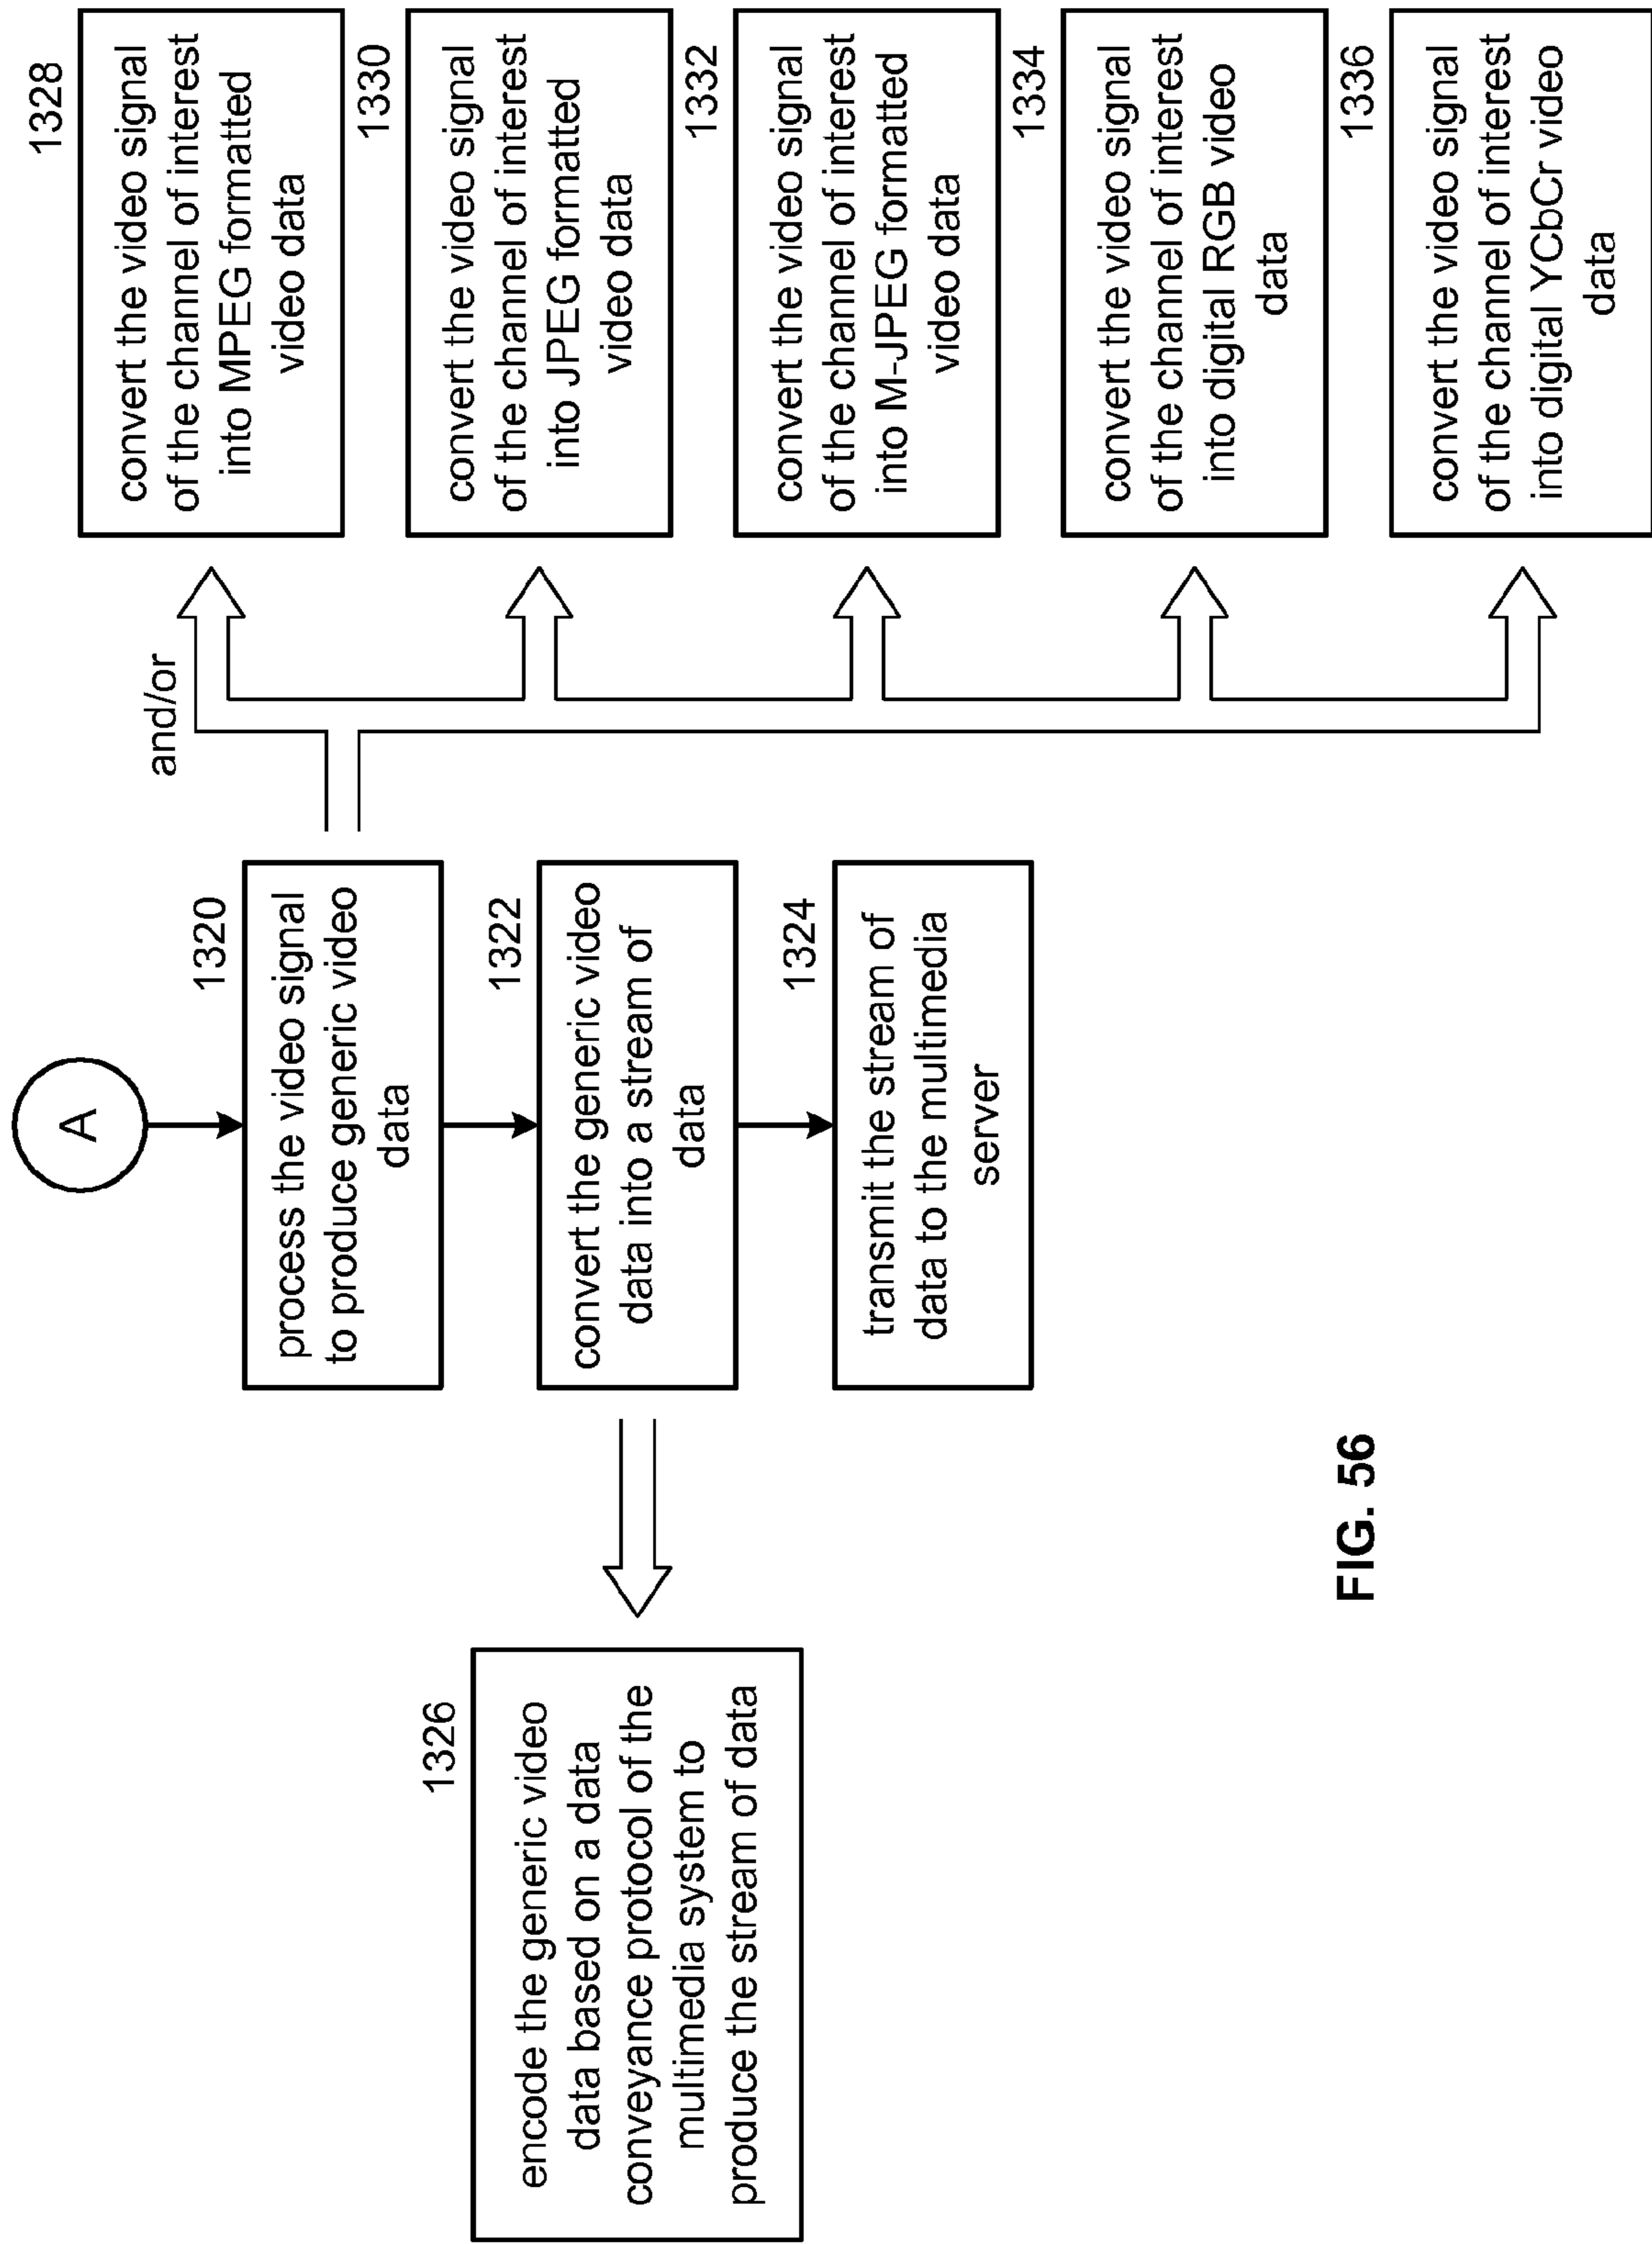 A
1320
process the video signal
to produce generic video
data
1322
convert the generic video
data into a stream of
data
1324
transmit the stream of
data to the multimedia
server
1326
encode the generic video
data based on a data
conveyance protocol of the
multimedia system to
produce the stream of data
and/or
1328
convert the video signal
of the channel of interest
into MPEG formatted
video data
1330
convert the video signal
of the channel of interest
into JPEG formatted
video data
1332
convert the video signal
of the channel of interest
into M-JPEG formatted
video data
1334
convert the video signal
of the channel of interest
into digital RGB video
data
1336
convert the video signal
of the channel of interest
into digital YCbCr video
data
FIG. 56